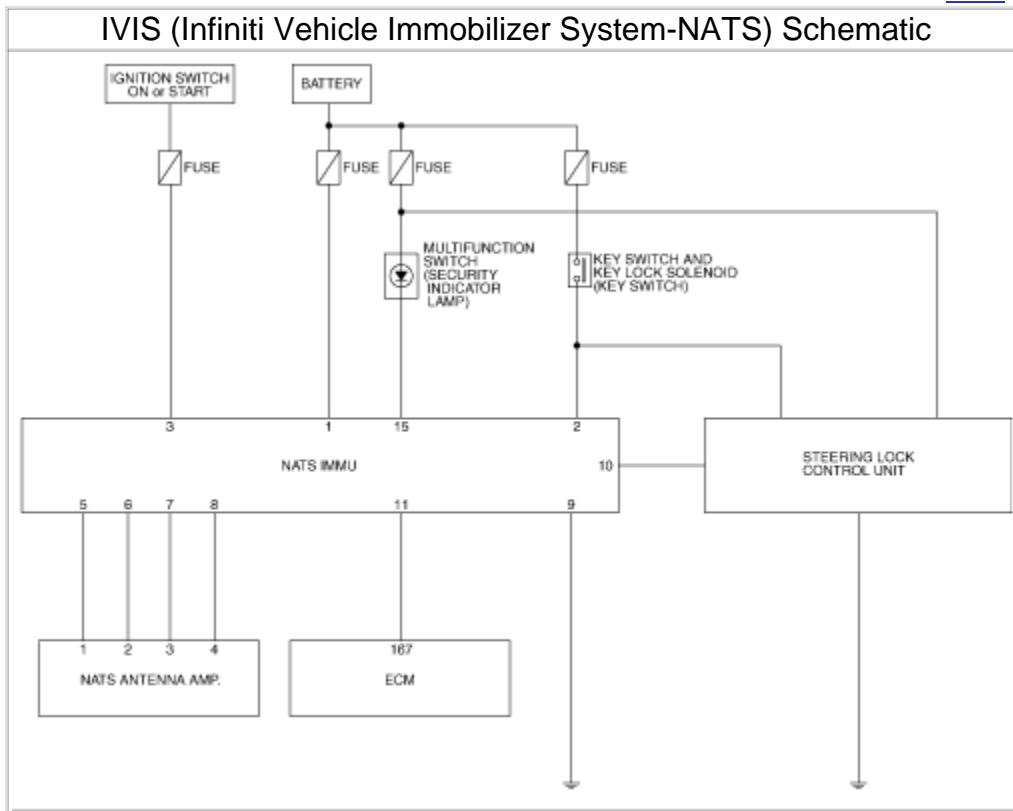 IVIS (Infiniti Vehicle Immobilizer System-NATS) Schematic
IGNITION SWITCH
ON or START
BATTERY
FUSE
FUSE
FUSE
FUSE
MULTIFUNCTION
SWITCH
(SECURITY
INDICATOR
LAMP)
KEY SWITCH AND
KEY LOCK SOLENOID
(KEY SWITCH)
3
1
15
2
NATS IMMU
10
STEERING LOCK
CONTROL UNIT
5
6
7
8
11
9
1
2
3
4
167
NATS ANTENNA AMP.
ECM